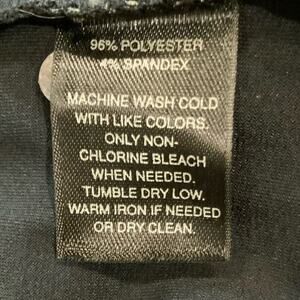 96% POLYESTER
4% SPANDEX
MACHINE WASH COLD
WITH LIKE COLORS.
ONLY NON-
CHLORINE BLEACH
WHEN NEEDED.
TUMBLE DRY LOW.
WARM IRON IF NEEDED
OR DRY CLEAN.